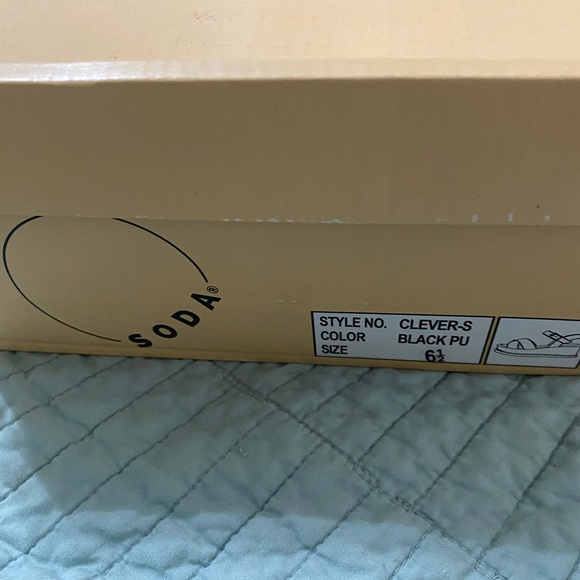 SODA®
STYLE NO. CLEVER-S
COLOR BLACK PU
SIZE 6½